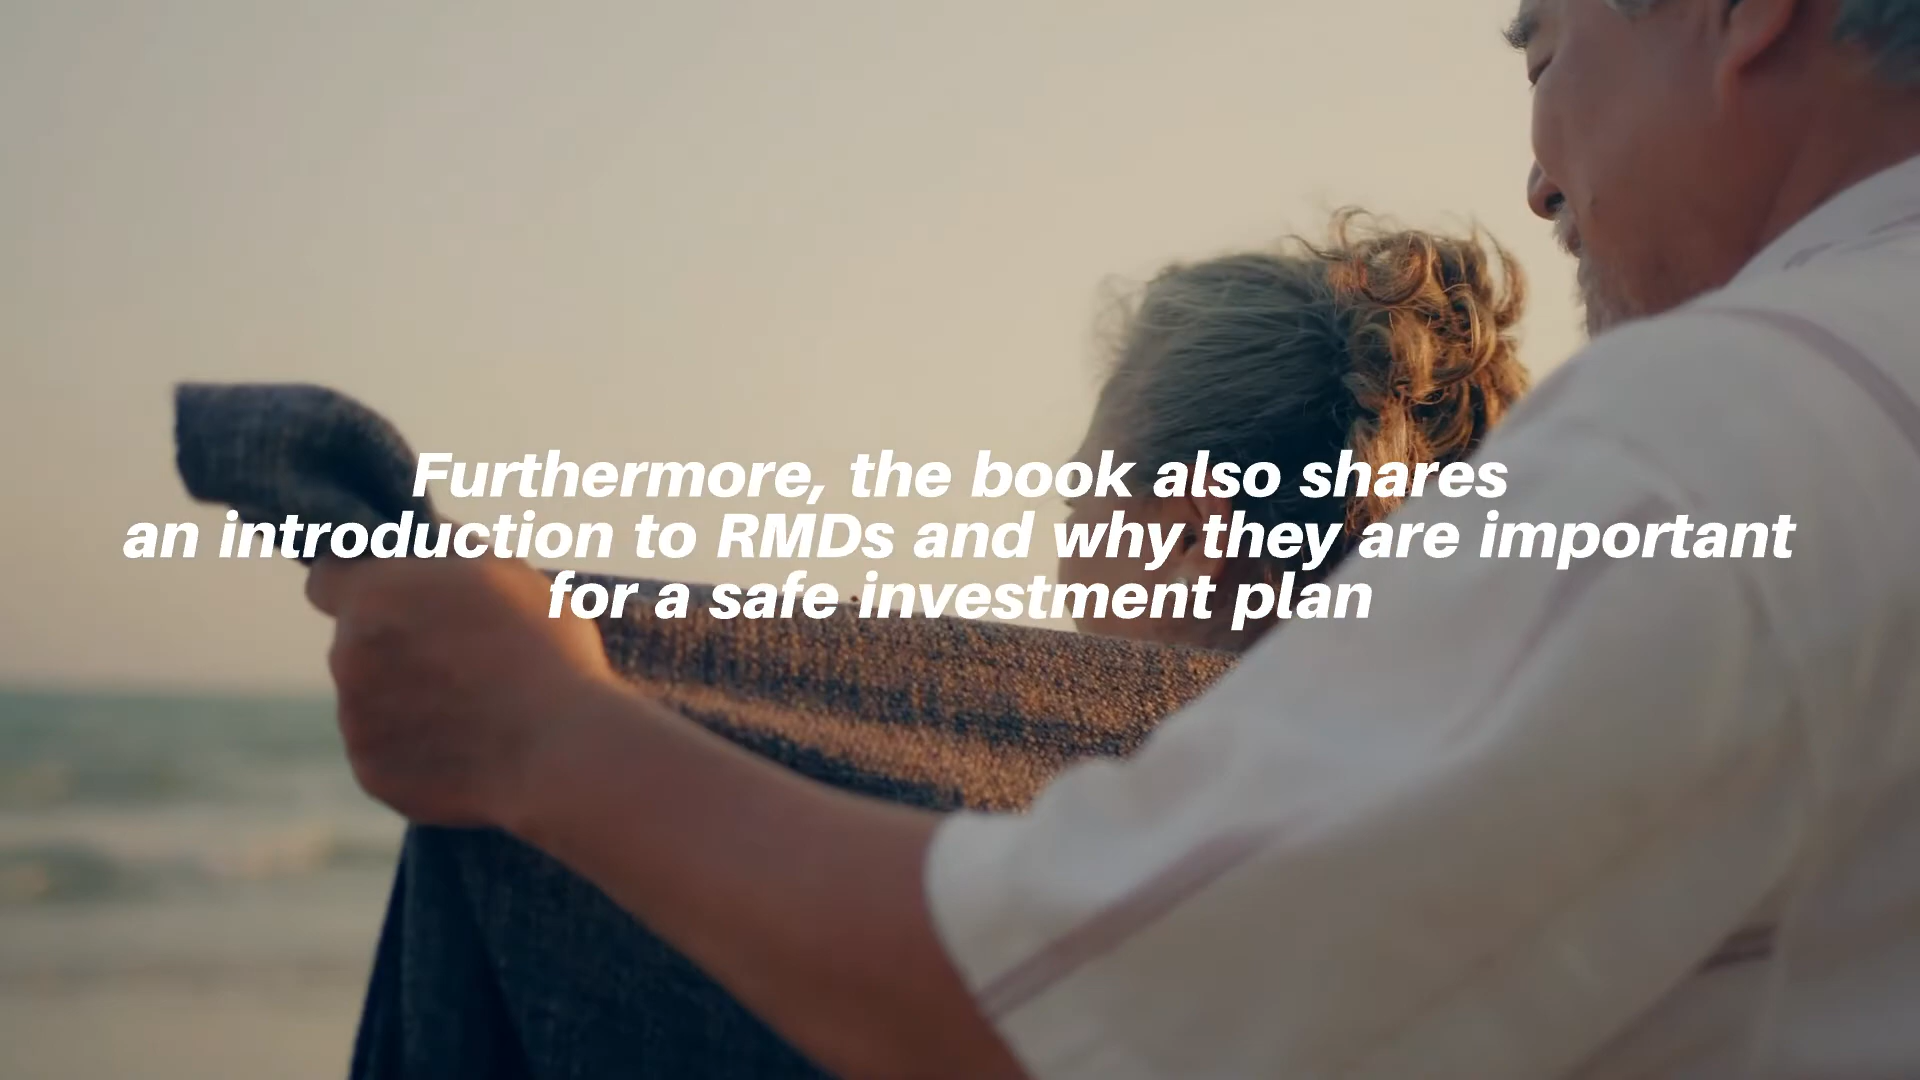 Furthermore, the book also shares
an introduction to RMDs and why they are important
for a safe investment plan